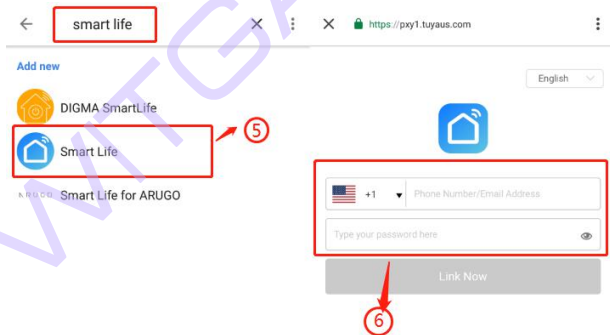 smart life
Add new
DIGMA SmartLife
Smart Life
ARUGO Smart Life for ARUGO
⑤
https://pxy1.tuyaus.com
English
+1 Phone Number/Email Address
Type your password here
Link Now
⑥